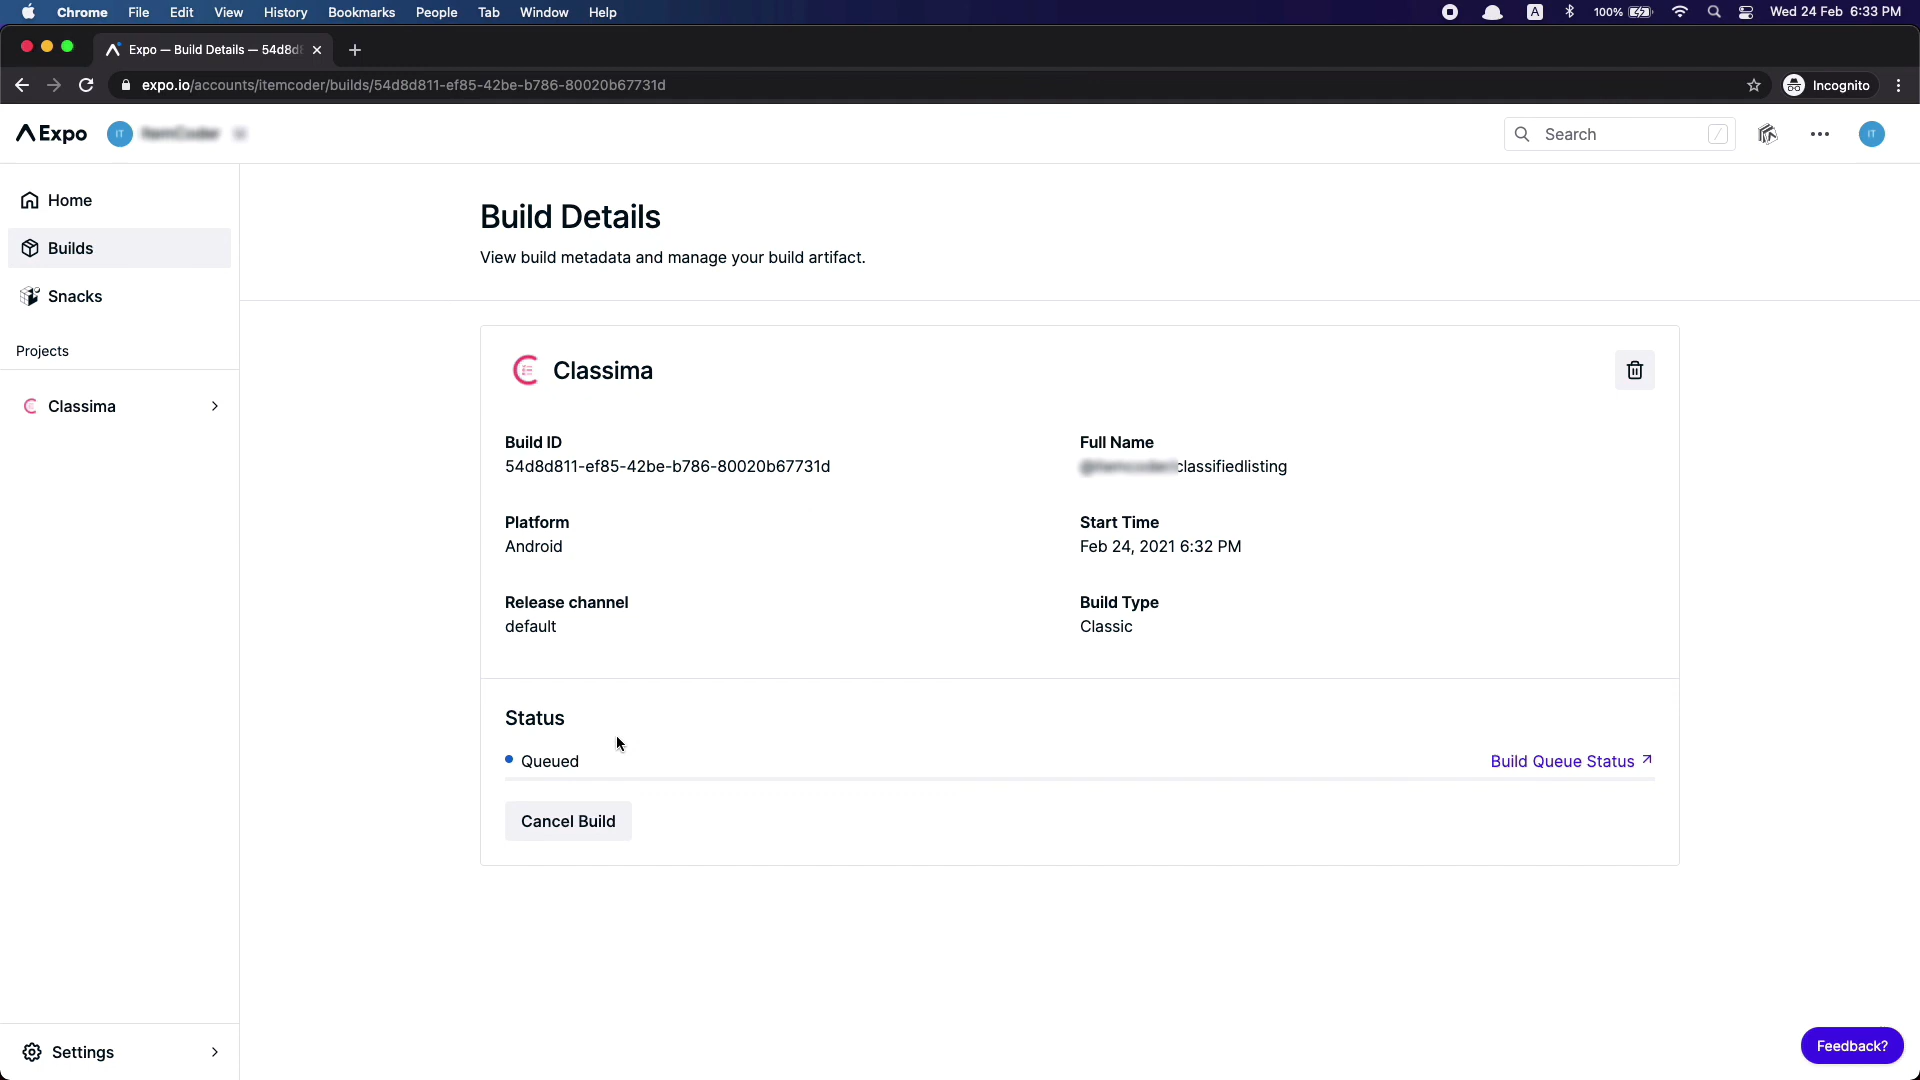 Chrome File Edit View History Bookmarks People Tab Window Help
A 100% Wed 24 Feb 6:33 PM
Expo — Build Details — 54d8d8
expo.io/accounts/itemcoder/builds/54d8d811-ef85-42be-b786-80020b67731d
Incognito
Expo IT
Search /
IT
Home
Builds
Snacks
Projects
Classima
Settings
Build Details
View build metadata and manage your build artifact.
Classima
Build ID
54d8d811-ef85-42be-b786-80020b67731d
Full Name
classifiedlisting
Platform
Android
Start Time
Feb 24, 2021 6:32 PM
Release channel
default
Build Type
Classic
Status
Queued
Build Queue Status
Cancel Build
Feedback?